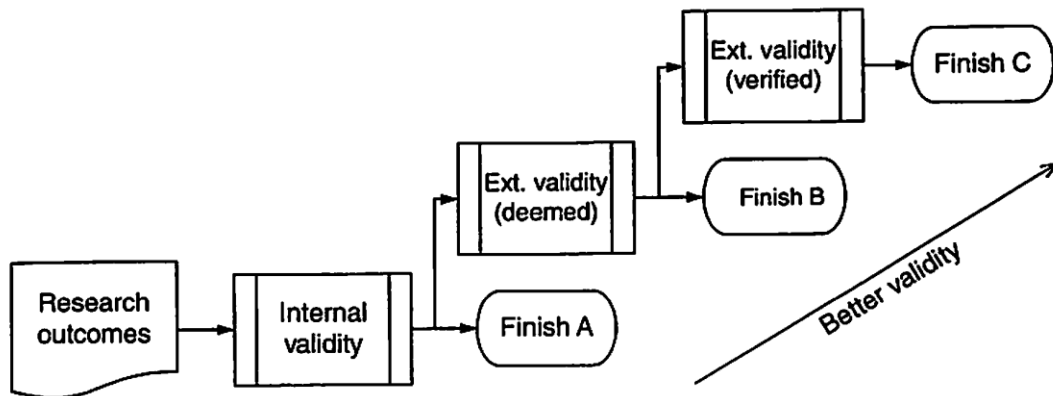 Ext. validity
(verified)
Finish C
Ext. validity
(deemed)
Finish B
Research
outcomes
Internal
validity
Finish A
Better validity